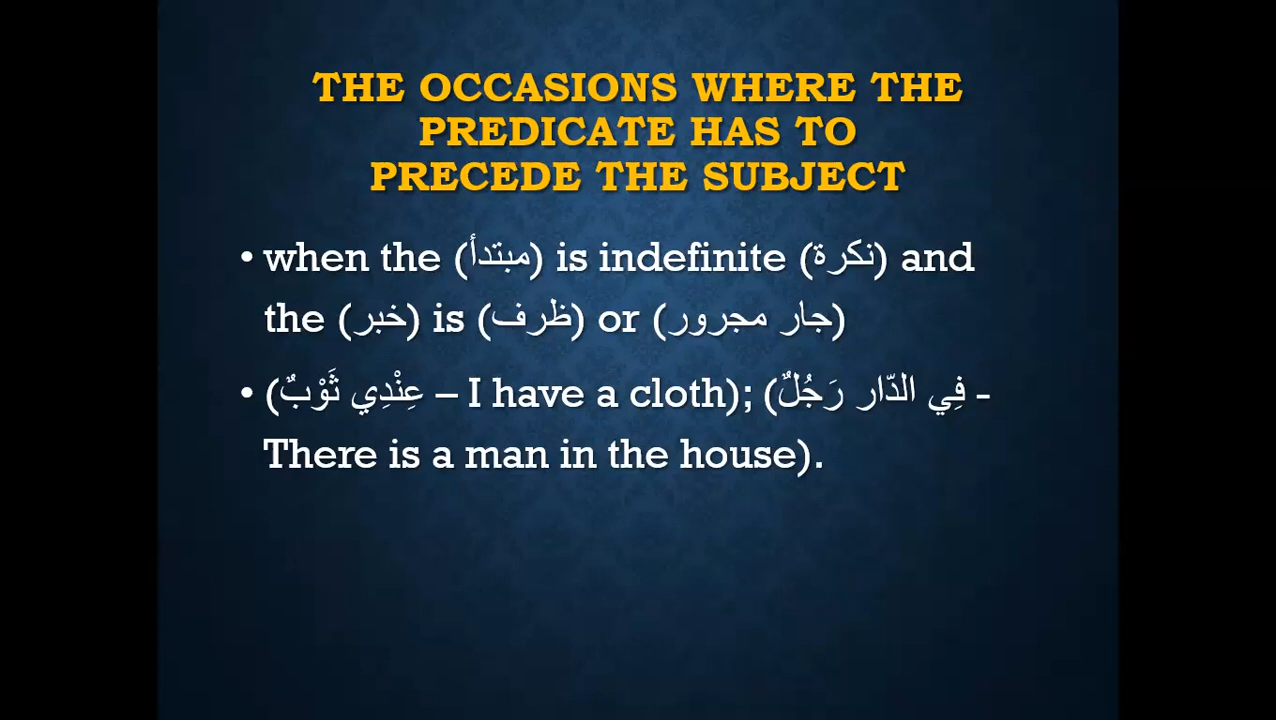 THE OCCASIONS WHERE THE
PREDICATE HAS TO
PRECEDE THE SUBJECT
• when the (مبتدأ) is indefinite (نكرة) and
the (خبر) is (ظرف) or (جار مجرور)
• (عِنْدِي ثَوْبٌ – I have a cloth); (فِي الدّار رَجُلٌ -
There is a man in the house).